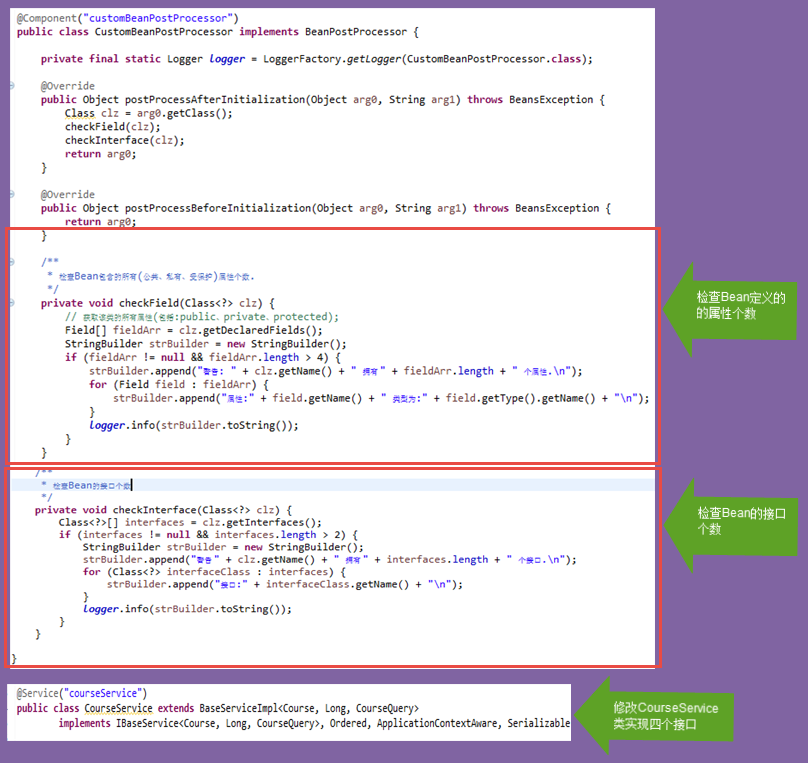 @Component("customBeanPostProcessor")
public class CustomBeanPostProcessor implements BeanPostProcessor {
private final static Logger logger = LoggerFactory.getLogger(CustomBeanPostProcessor.class);
@Override
public Object postProcessAfterInitialization(Object arg0, String arg1) throws BeansException {
Class clz = arg0.getClass();
checkField(clz);
checkInterface(clz);
return arg0;
}
@Override
public Object postProcessBeforeInitialization(Object arg0, String arg1) throws BeansException {
return arg0;
}
/**
* 检查Bean包含的所有(公共、私有、受保护)属性个数.
*/
private void checkField(Class<?> clz) {
// 获取该类的所有属性(包括:public、private、protected);
Field[] fieldArr = clz.getDeclaredFields();
StringBuilder strBuilder = new StringBuilder();
if (fieldArr != null && fieldArr.length > 4) {
strBuilder.append("警告: " + clz.getName() + " 拥有" + fieldArr.length + " 个属性.\n");
for (Field field : fieldArr) {
strBuilder.append("属性:" + field.getName() + " 类型为:" + field.getType().getName() + "\n");
}
logger.info(strBuilder.toString());
}
}
检查Bean定义的
的属性个数
/**
* 检查Bean的接口个数
*/
private void checkInterface(Class<?> clz) {
Class<?>[] interfaces = clz.getInterfaces();
if (interfaces != null && interfaces.length > 2) {
StringBuilder strBuilder = new StringBuilder();
strBuilder.append("警告" + clz.getName() + " 拥有" + interfaces.length + " 个接口.\n");
for (Class<?> interfaceClass : interfaces) {
strBuilder.append("接口:" + interfaceClass.getName() + "\n");
}
logger.info(strBuilder.toString());
}
}
}
检查Bean的接口
个数
@Service("courseService")
public class CourseService extends BaseServiceImpl<Course, Long, CourseQuery>
implements IBaseService<Course, Long, CourseQuery>, Ordered, ApplicationContextAware, Serializable
修改CourseService
类实现四个接口